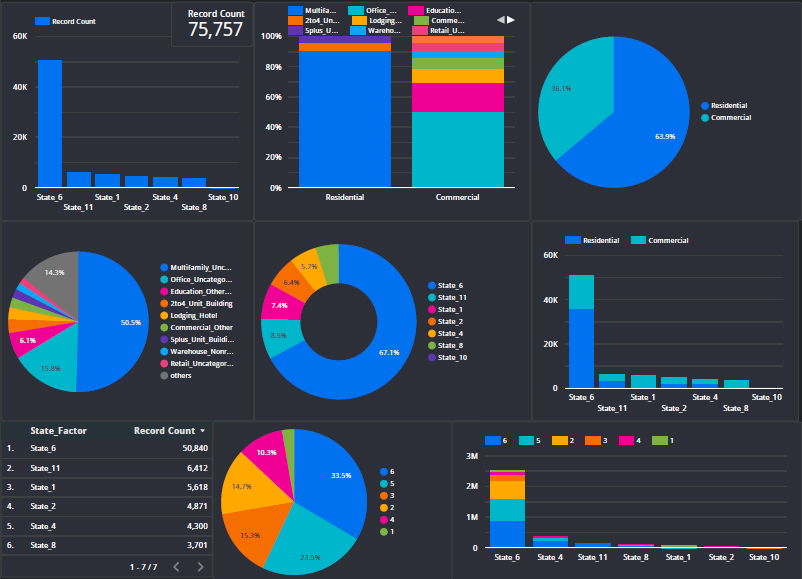 Record Count
Record Count
75,757
60K
40K
20K
0
State_6
State_1
State_4
State_10
State_11
State_2
State_8
Multifa...
Office_...
Educatio...
2to4_Un...
Lodging...
Comme...
5plus_U...
Wareho...
Retail_U...
100%
80%
60%
40%
20%
0%
Residential
Commercial
36.1%
63.9%
Residential
Commercial
14.3%
50.5%
6.1%
15.8%
Multifamily_Unc...
Office_Uncatego...
Education_Other...
2to4_Unit_Building
Lodging_Hotel
Commercial_Other
5plus_Unit_Buildi...
Warehouse_Nonr...
Retail_Uncategor...
others
5.7%
6.4%
7.4%
8.5%
67.1%
State_6
State_11
State_1
State_2
State_4
State_8
State_10
Residential
Commercial
60K
40K
20K
0
State_6
State_1
State_4
State_10
State_11
State_2
State_8
State_Factor
Record Count
1. State_6 50,840
2. State_11 6,412
3. State_1 5,618
4. State_2 4,871
5. State_4 4,300
6. State_8 3,701
1 - 7 / 7
10.3%
33.5%
14.7%
15.3%
23.5%
6
5
3
2
4
1
6 5 2 3 4 1
3M
2M
1M
0
State_6
State_4
State_11
State_8
State_1
State_2
State_10